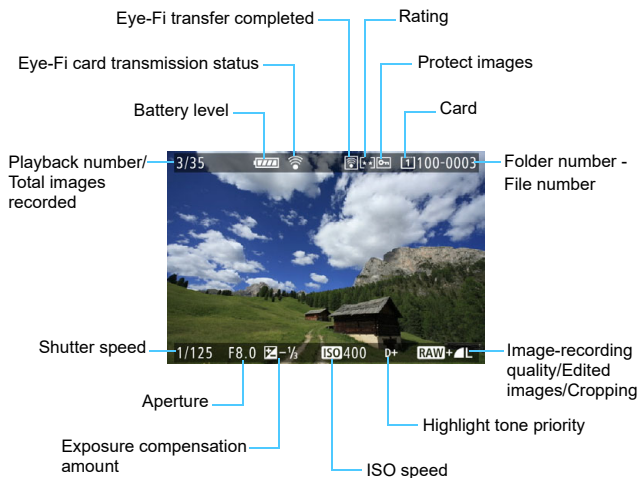 Eye-Fi transfer completed
Rating
Eye-Fi card transmission status
Protect images
Battery level
Card
Playback number/
Total images
recorded
3/35
1
100-0003
Folder number -
File number
Shutter speed
1/125 F8.0 -⅓ ISO400 D+ RAW+L
Image-recording
quality/Edited
images/Cropping
Aperture
Highlight tone priority
Exposure compensation
amount
ISO speed